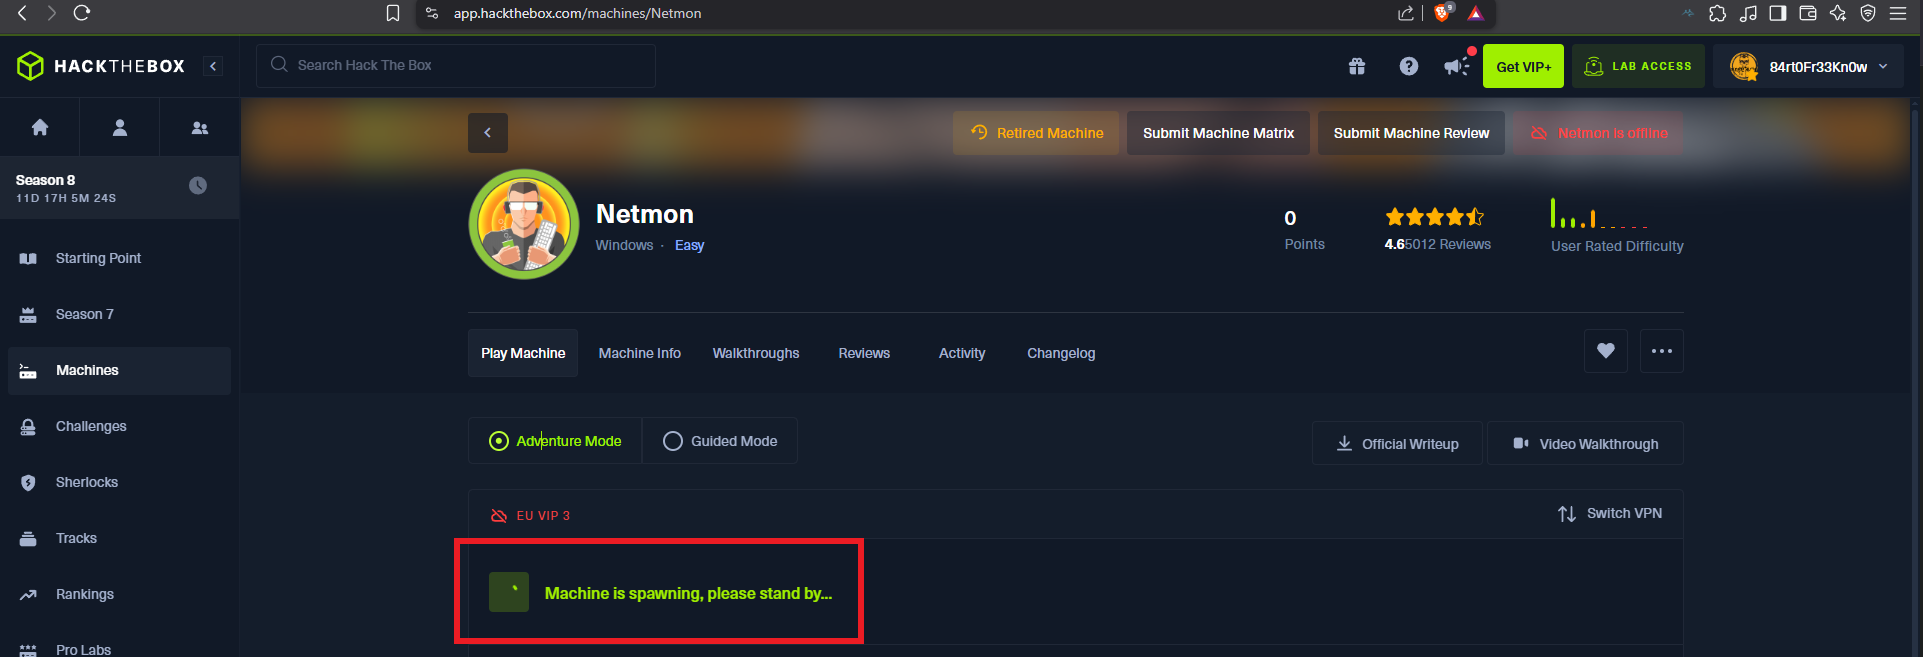 app.hackthebox.com/machines/Netmon
9
HACKTHEBOX
Search Hack The Box
Get VIP+
LAB ACCESS
84rt0Fr33Kn0w
Retired Machine
Submit Machine Matrix
Submit Machine Review
Netmon is offline
Season 8
11D 17H 5M 24S
Netmon
Windows · Easy
0
Points
4.6 5012 Reviews
User Rated Difficulty
Starting Point
Season 7
Machines
Challenges
Sherlocks
Tracks
Rankings
Pro Labs
Play Machine
Machine Info
Walkthroughs
Reviews
Activity
Changelog
Adventure Mode
Guided Mode
Official Writeup
Video Walkthrough
EU VIP 3
Switch VPN
Machine is spawning, please stand by...